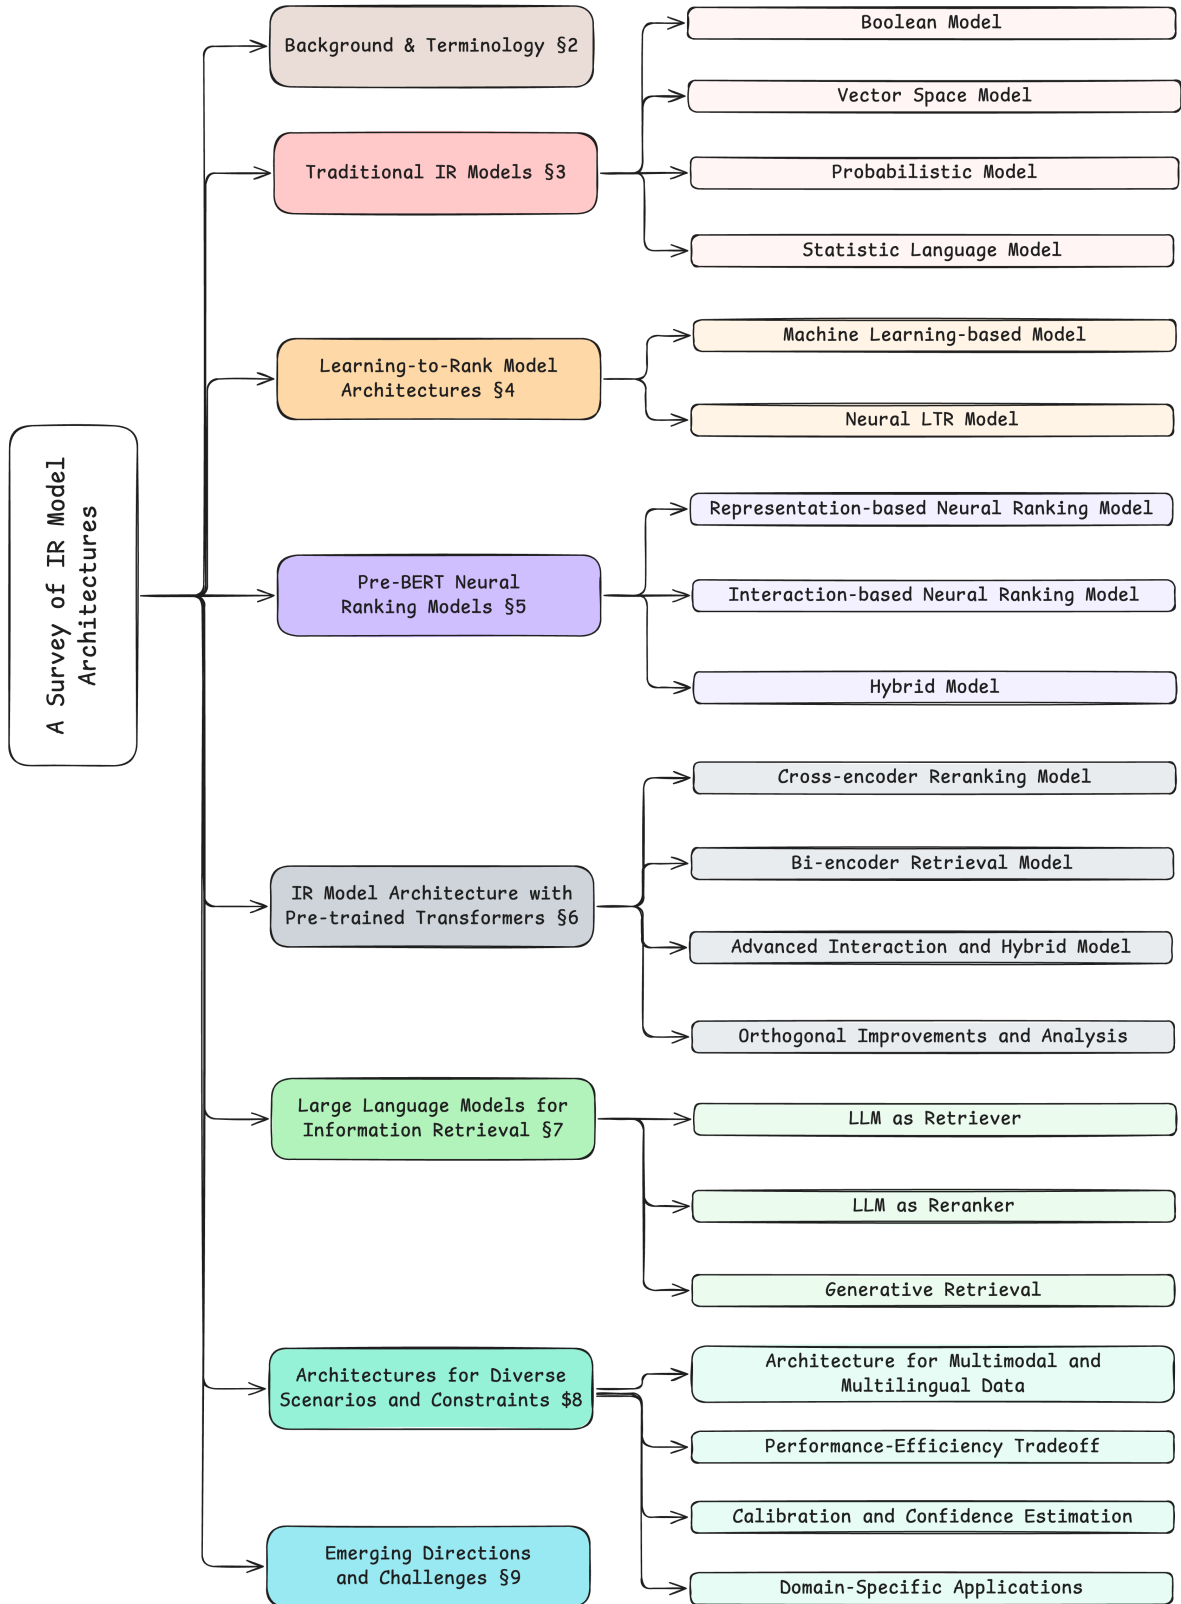 A Survey of IR Model
Architectures
Background & Terminology §2
Traditional IR Models §3
Boolean Model
Vector Space Model
Probabilistic Model
Statistic Language Model
Learning-to-Rank Model
Architectures §4
Machine Learning-based Model
Neural LTR Model
Pre-BERT Neural
Ranking Models §5
Representation-based Neural Ranking Model
Interaction-based Neural Ranking Model
Hybrid Model
IR Model Architecture with
Pre-trained Transformers §6
Cross-encoder Reranking Model
Bi-encoder Retrieval Model
Advanced Interaction and Hybrid Model
Orthogonal Improvements and Analysis
Large Language Models for
Information Retrieval §7
LLM as Retriever
LLM as Reranker
Generative Retrieval
Architectures for Diverse
Scenarios and Constraints $8
Architecture for Multimodal and
Multilingual Data
Performance-Efficiency Tradeoff
Calibration and Confidence Estimation
Domain-Specific Applications
Emerging Directions
and Challenges §9